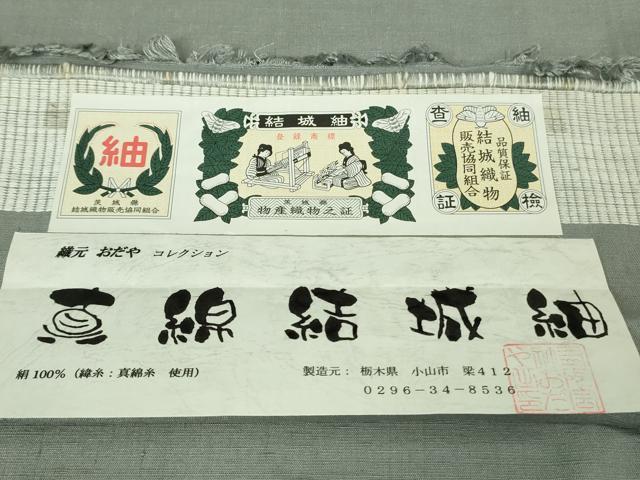 紬
茨城縣
結城織物販売協同組合
結城紬
登録商標
茨城縣
物産織物之証
査紬
証検
品質保証
結城織物
販売協同組合
織元 おだや コレクション
真綿結城紬
絹100%(緯糸:真綿糸 使用)
製造元: 栃木県 小山市 梁412
0296-34-8536